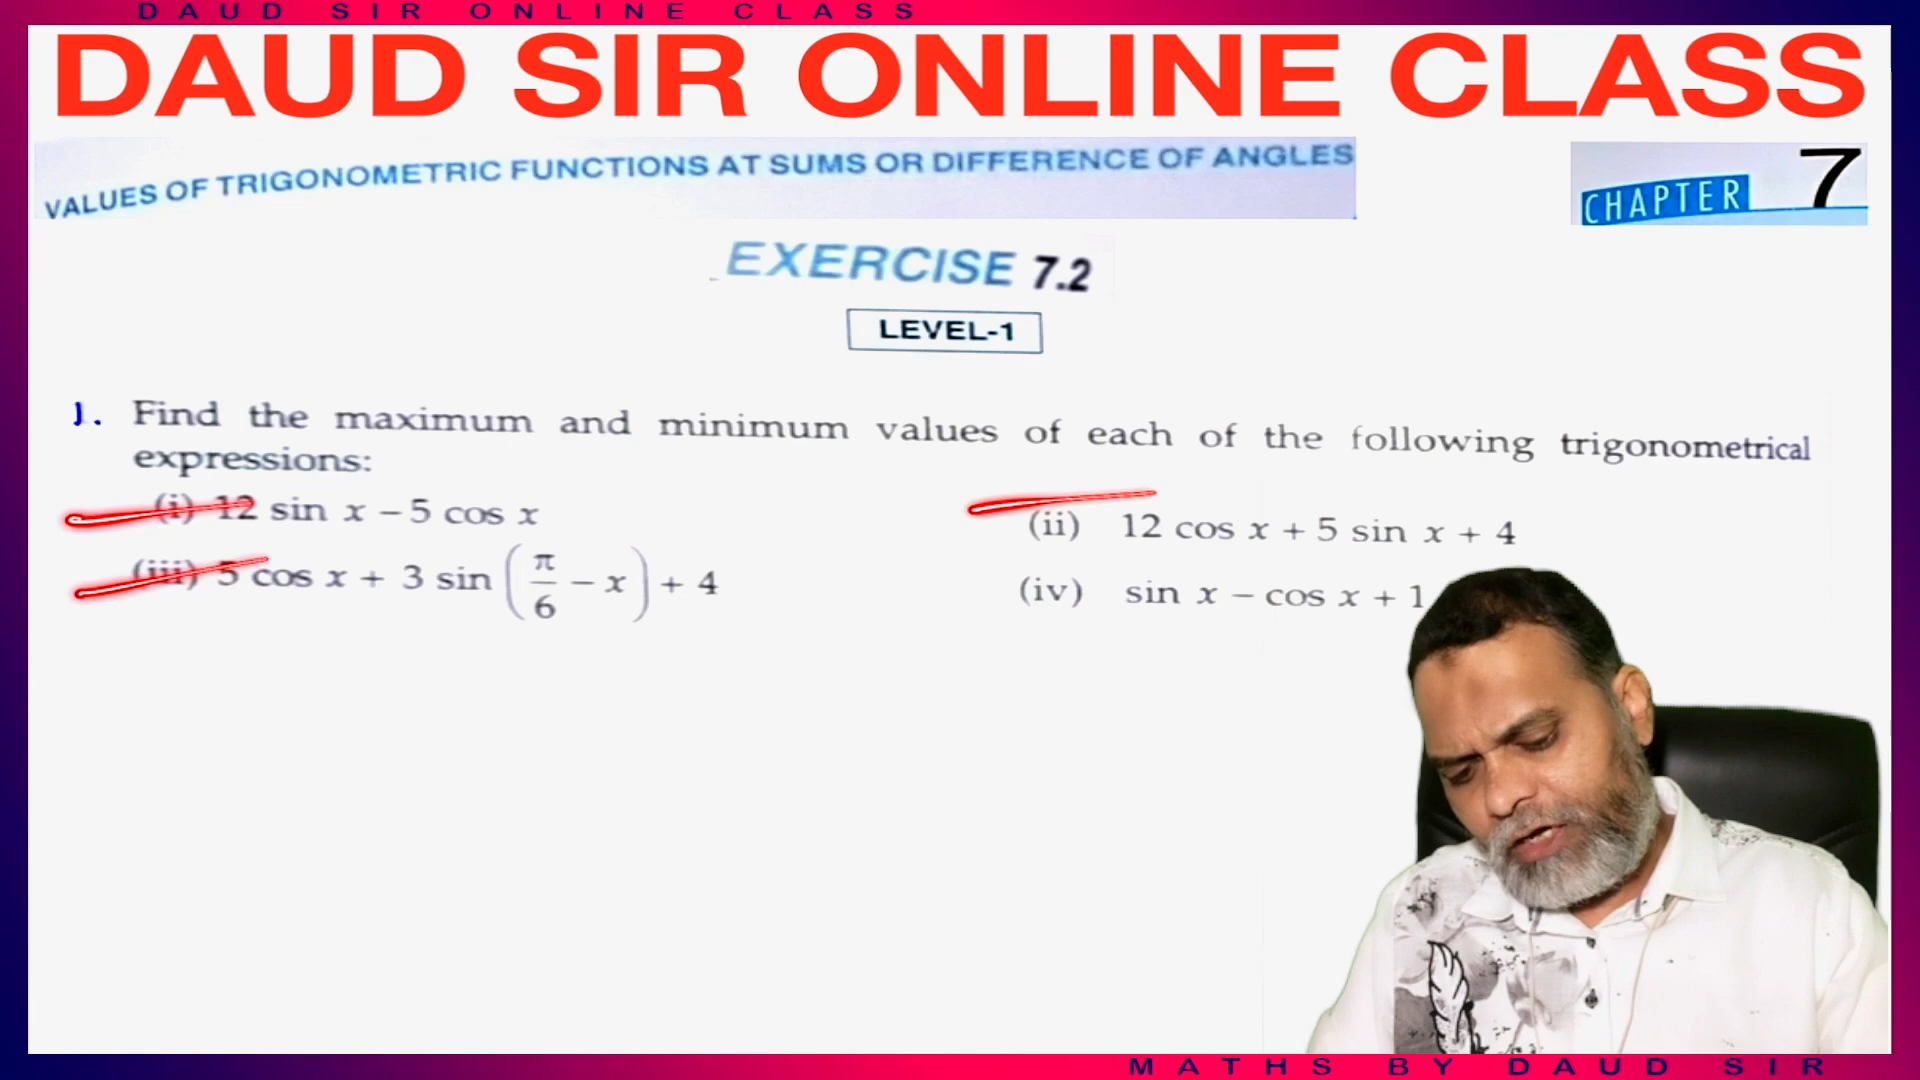 DAUD SIR ONLINE CLASS
DAUD SIR ONLINE CLASS
VALUES OF TRIGONOMETRIC FUNCTIONS AT SUMS OR DIFFERENCE OF ANGLES
CHAPTER 7
EXERCISE 7.2
LEVEL-1
1. Find the maximum and minimum values of each of the following trigonometrical
expressions:
(i) 12 sin x − 5 cos x
(ii) 12 cos x + 5 sin x + 4
(iii) 5 cos x + 3 sin (π/6 − x) + 4
(iv) sin x − cos x + 1
MATHS BY DAUD SIR